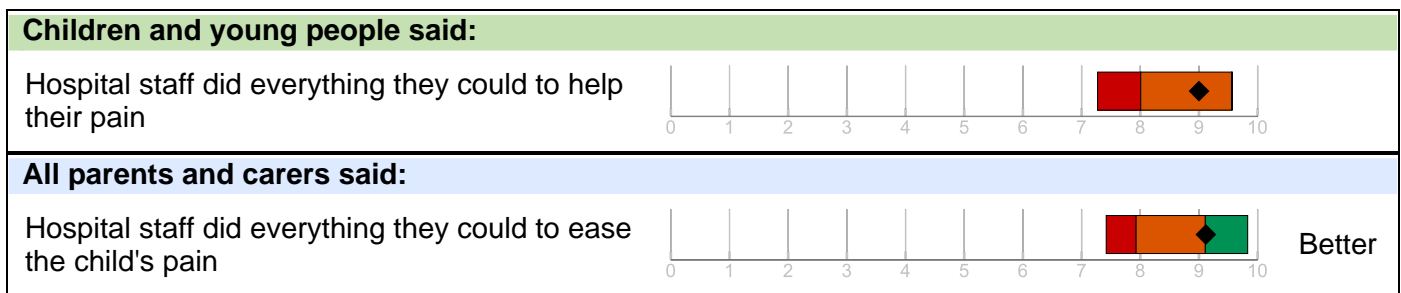 Children and young people said:
Hospital staff did everything they could to help
their pain
0 1 2 3 4 5 6 7 8 9 10
All parents and carers said:
Hospital staff did everything they could to ease
the child's pain
0 1 2 3 4 5 6 7 8 9 10
Better